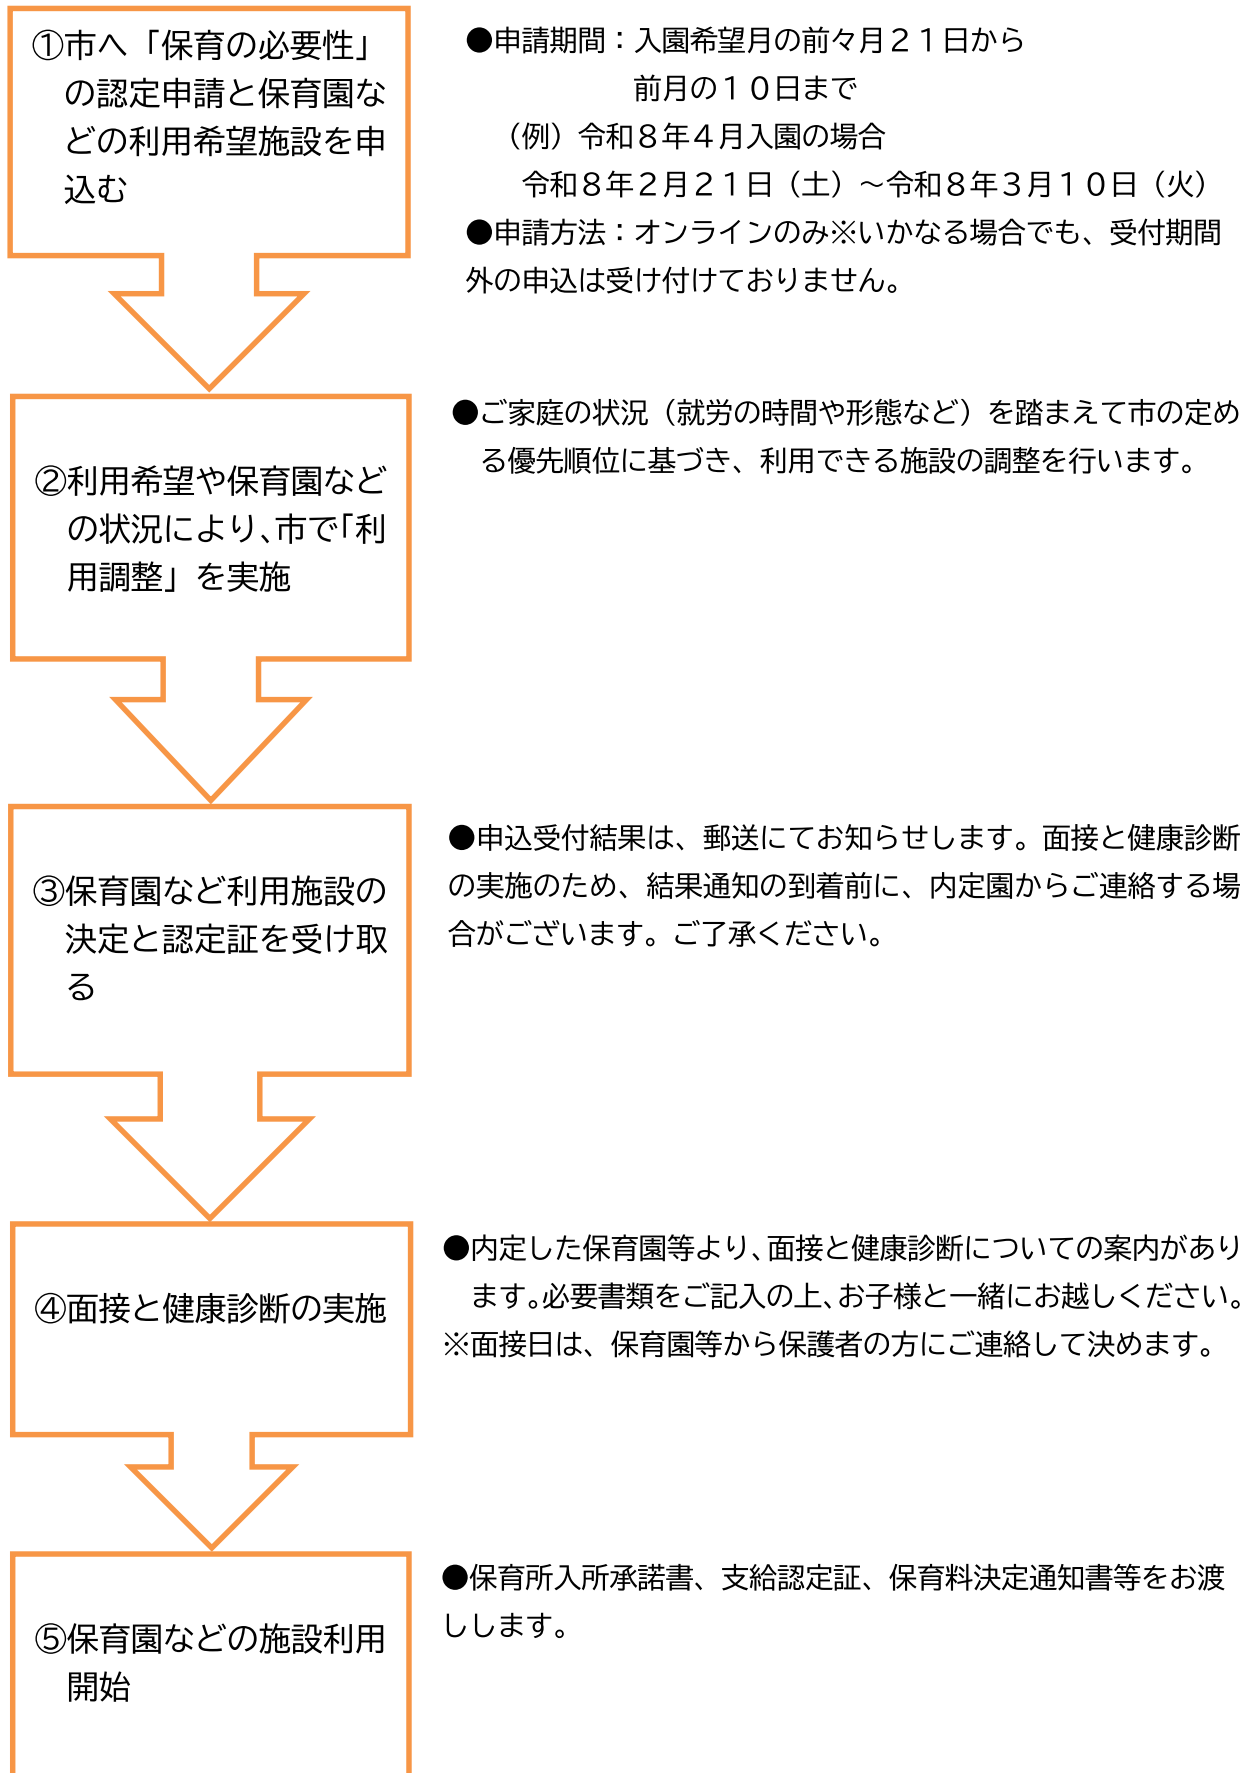 ①市へ「保育の必要性」
の認定申請と保育園な
どの利用希望施設を申
込む
●申請期間：入園希望月の前々月２１日から
前月の１０日まで
（例）令和８年４月入園の場合
令和８年２月２１日（土）～令和８年３月１０日（火）
●申請方法：オンラインのみ※いかなる場合でも、受付期間
外の申込は受け付けておりません。
②利用希望や保育園など
の状況により、市で「利
用調整」を実施
●ご家庭の状況（就労の時間や形態など）を踏まえて市の定め
る優先順位に基づき、利用できる施設の調整を行います。
③保育園など利用施設の
決定と認定証を受け取
る
●申込受付結果は、郵送にてお知らせします。面接と健康診断
の実施のため、結果通知の到着前に、内定園からご連絡する場
合がございます。ご了承ください。
④面接と健康診断の実施
●内定した保育園等より、面接と健康診断についての案内があり
ます。必要書類をご記入の上、お子様と一緒にお越しください。
※面接日は、保育園等から保護者の方にご連絡して決めます。
⑤保育園などの施設利用
開始
●保育所入所承諾書、支給認定証、保育料決定通知書等をお渡
しします。